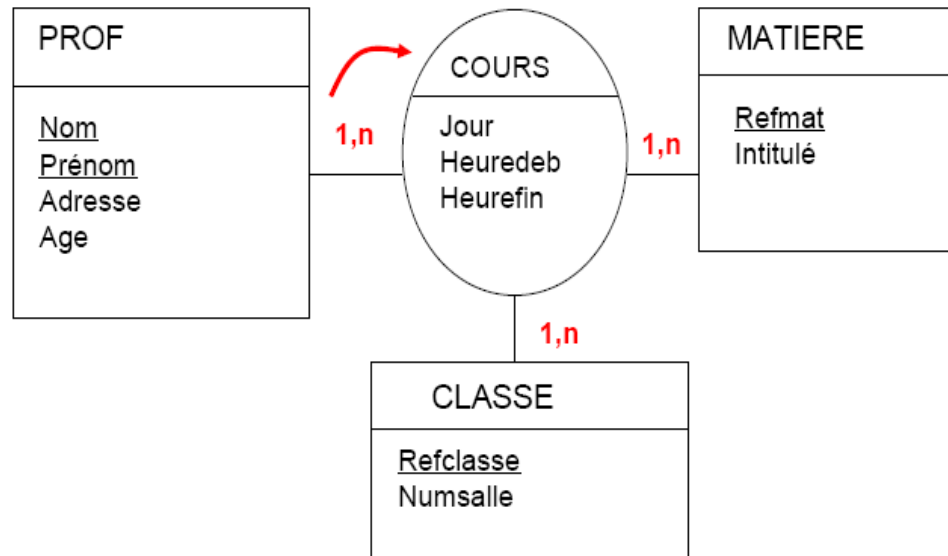 PROF
Nom
Prénom
Adresse
Age
1,n
COURS
Jour
Heuredeb
Heurefin
1,n
MATIERE
Refmat
Intitulé
1,n
CLASSE
Refclasse
Numsalle